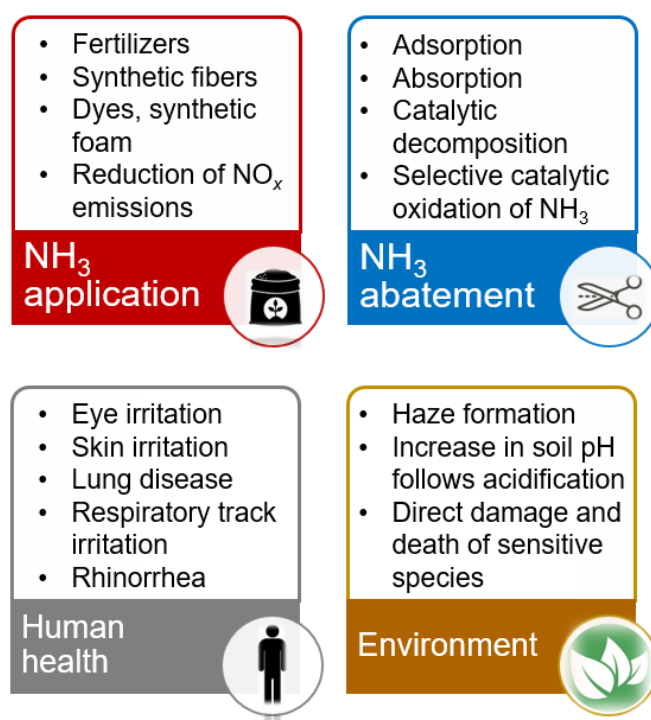 • Fertilizers
• Synthetic fibers
• Dyes, synthetic
foam
• Reduction of NOₓ
emissions
NH₃
application
• Adsorption
• Absorption
• Catalytic
decomposition
• Selective catalytic
oxidation of NH₃
NH₃
abatement
• Eye irritation
• Skin irritation
• Lung disease
• Respiratory track
irritation
• Rhinorrhea
Human
health
• Haze formation
• Increase in soil pH
follows acidification
• Direct damage and
death of sensitive
species
Environment